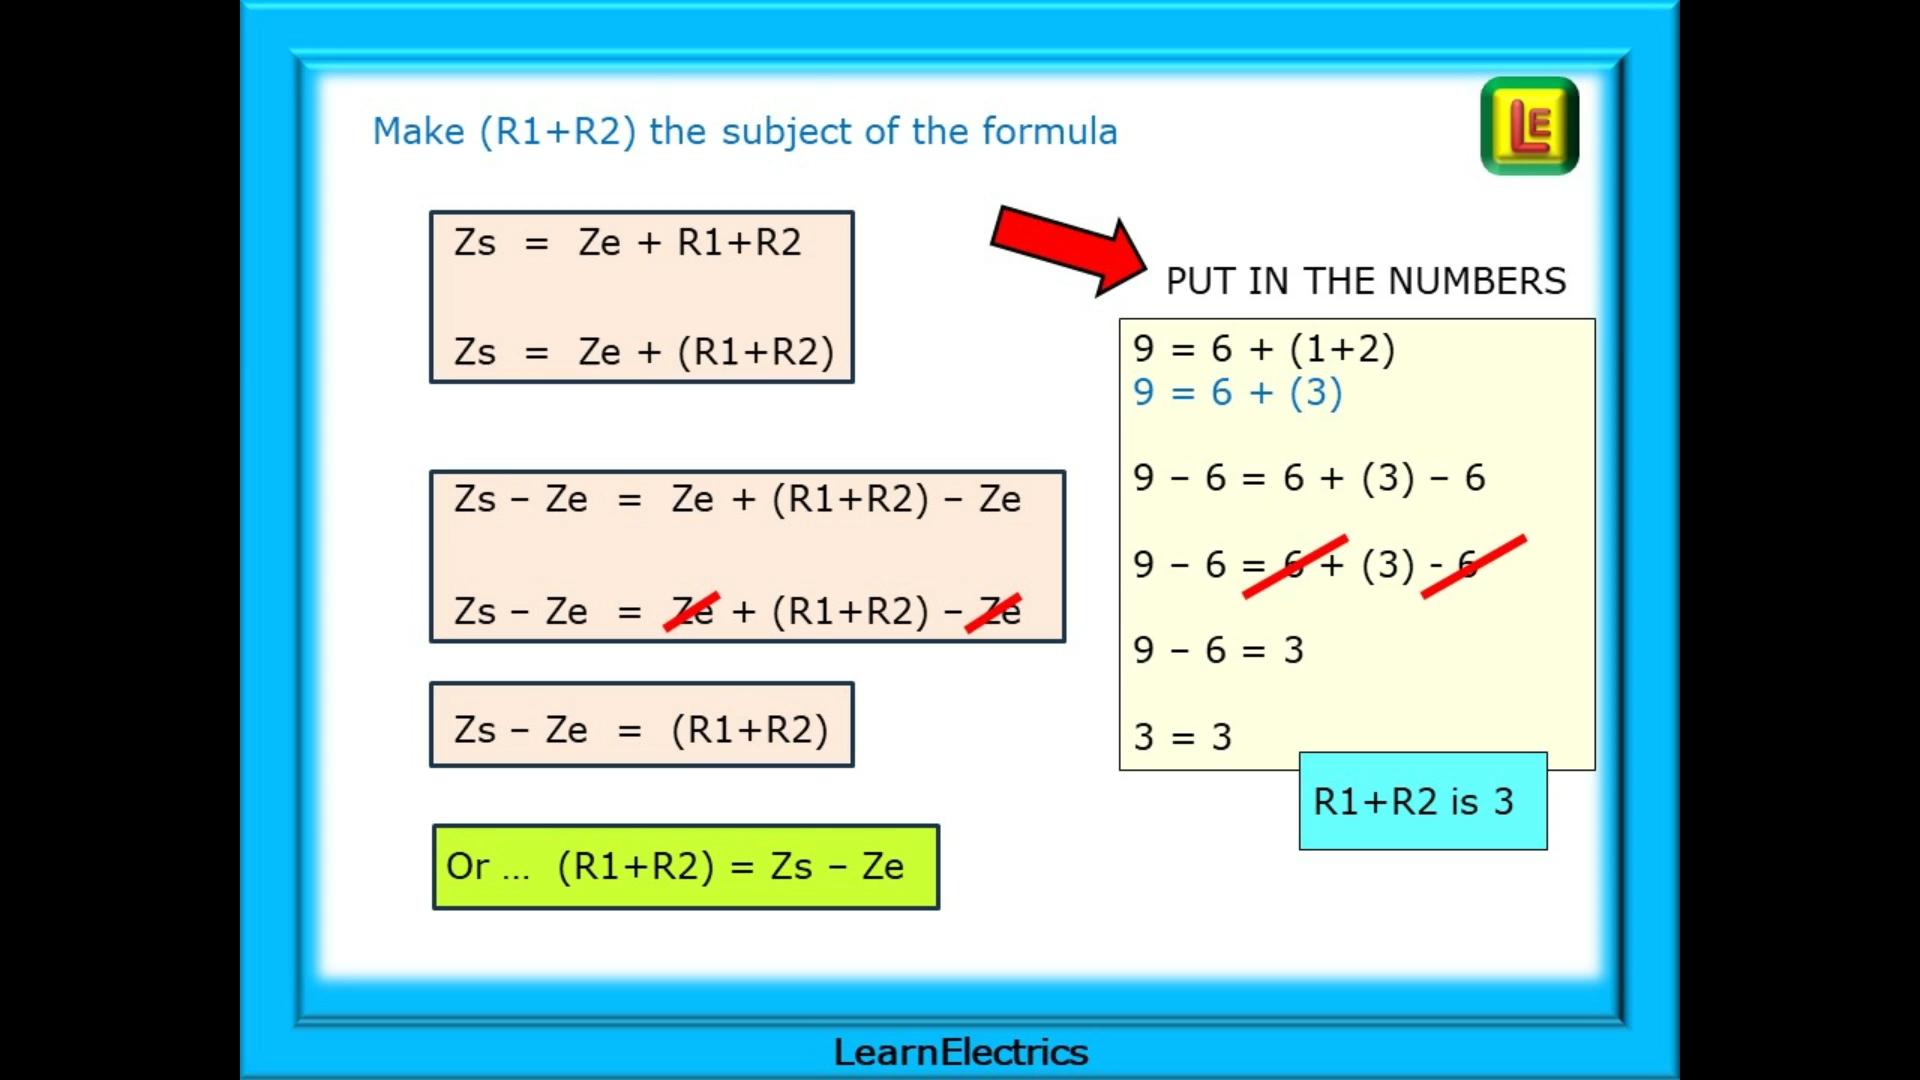 Make (R1+R2) the subject of the formula
LE
Zs = Ze + R1+R2
Zs = Ze + (R1+R2)
Zs – Ze = Ze + (R1+R2) – Ze
Zs – Ze = Ze + (R1+R2) – Ze
Zs – Ze = (R1+R2)
Or ... (R1+R2) = Zs – Ze
PUT IN THE NUMBERS
9 = 6 + (1+2)
9 = 6 + (3)
9 – 6 = 6 + (3) – 6
9 – 6 = 6 + (3) - 6
9 – 6 = 3
3 = 3
R1+R2 is 3
LearnElectrics